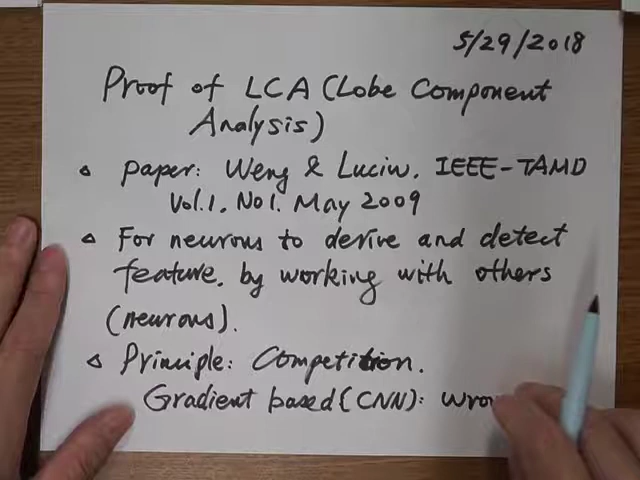 5/29/2018
Proof of LCA (Lobe Component
Analysis)
△ paper: Weng & Luciw. IEEE-TAMD
Vol.1. No1. May 2009
△ For neurons to derive and detect
feature. by working with others
(neurons).
△ Principle: Competition.
Gradient based (CNN):